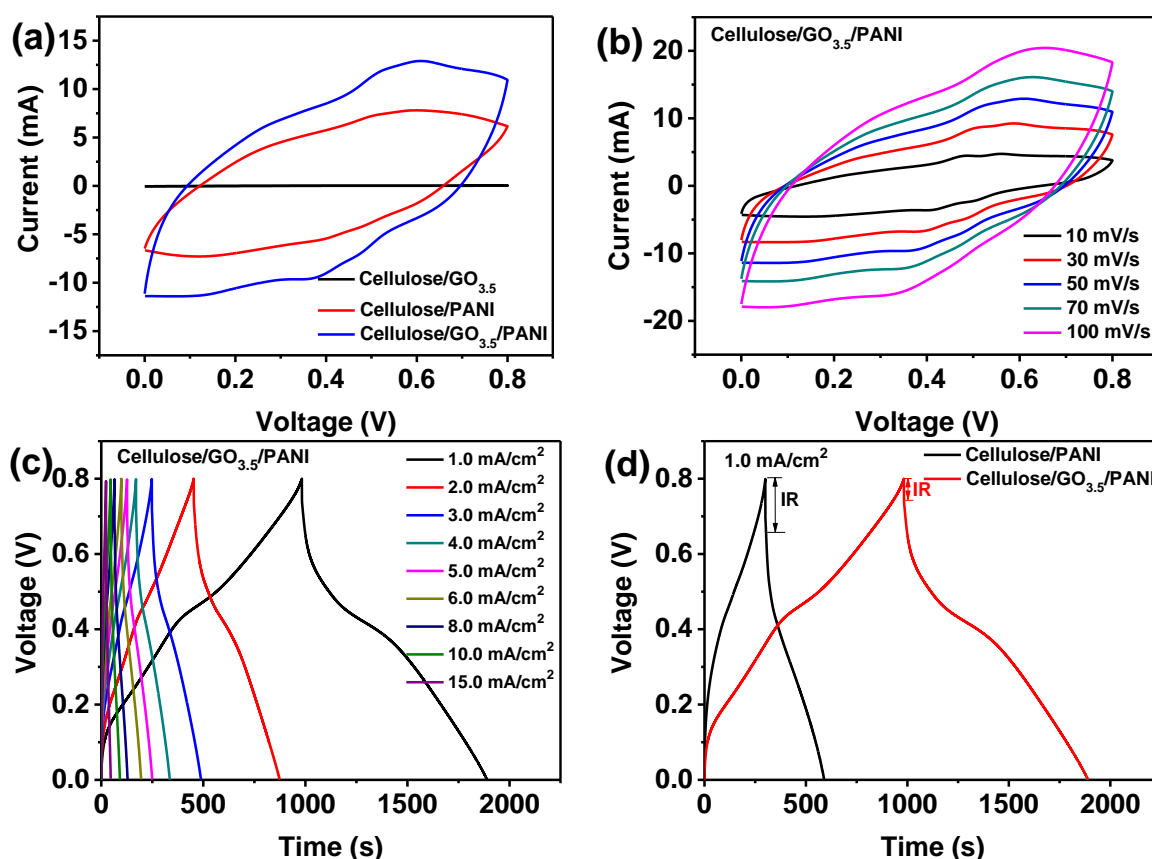 (a)
Current (mA)
15
10
5
0
-5
-10
-15
Cellulose/GO3.5
Cellulose/PANI
Cellulose/GO3.5/PANI
0.0 0.2 0.4 0.6 0.8
Voltage (V)
(b)
Cellulose/GO3.5/PANI
Current (mA)
20
10
0
-10
-20
10 mV/s
30 mV/s
50 mV/s
70 mV/s
100 mV/s
0.0 0.2 0.4 0.6 0.8
Voltage (V)
(c)
Cellulose/GO3.5/PANI
Voltage (V)
0.8
0.6
0.4
0.2
0.0
1.0 mA/cm2
2.0 mA/cm2
3.0 mA/cm2
4.0 mA/cm2
5.0 mA/cm2
6.0 mA/cm2
8.0 mA/cm2
10.0 mA/cm2
15.0 mA/cm2
0 500 1000 1500 2000
Time (s)
(d)
1.0 mA/cm2
Cellulose/PANI
Cellulose/GO3.5/PANI
IR
IR
Voltage (V)
0.8
0.6
0.4
0.2
0.0
0 500 1000 1500 2000
Time (s)